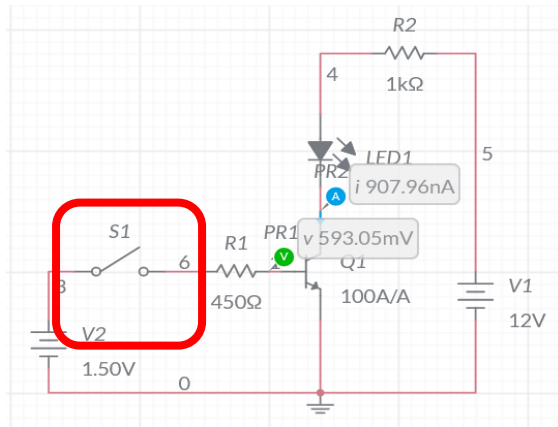 R2
4
1kΩ
LED1
5
PR2
A
i 907.96nA
S1
6
R1
PR1
V
v 593.05mV
3
Q1
450Ω
100A/A
V1
12V
V2
1.50V
0